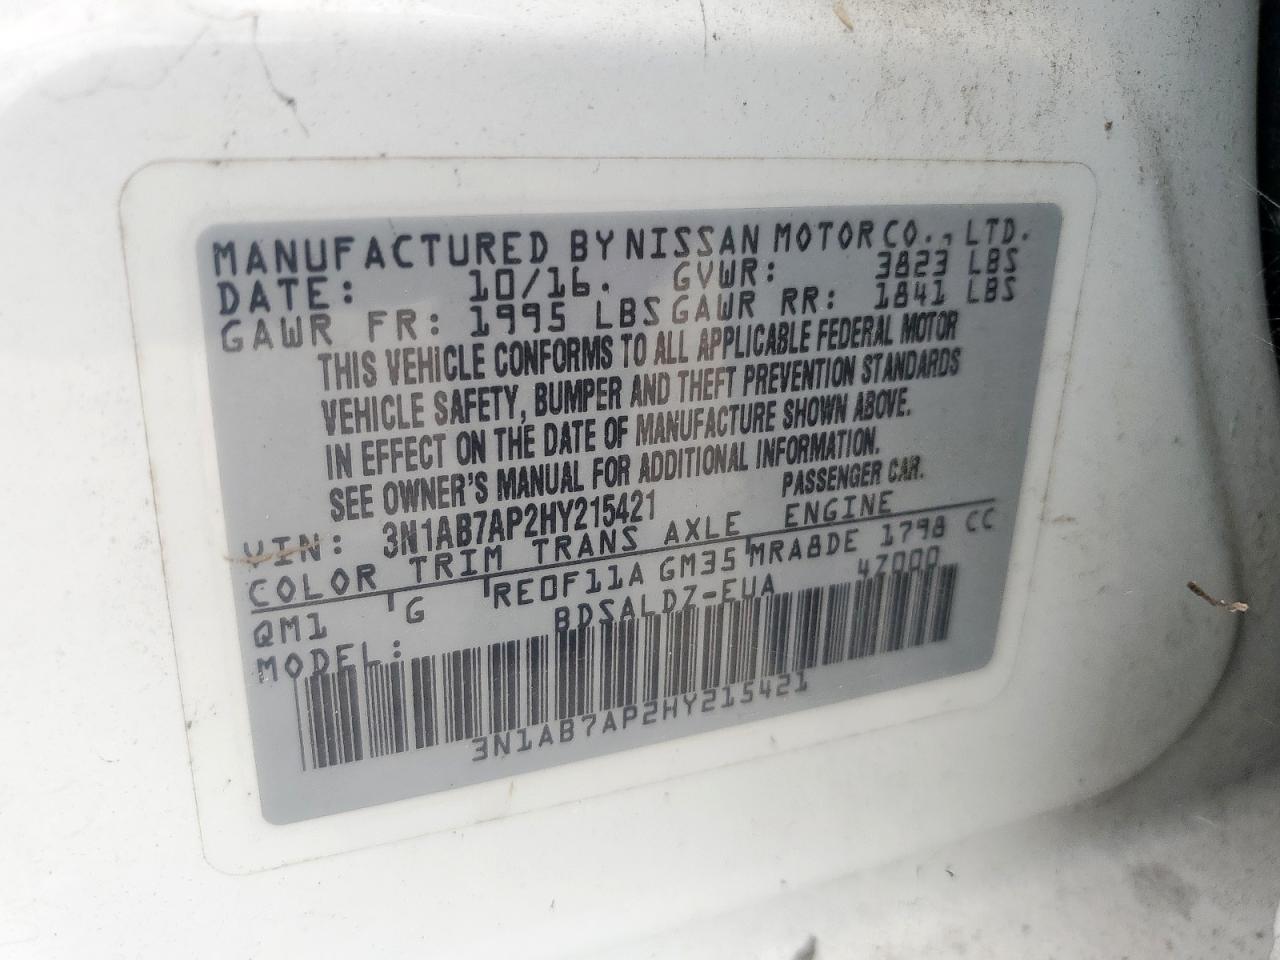 MANUFACTURED BY NISSAN MOTOR CO., LTD.
DATE: 10/16. GVWR: 3823 LBS
GAWR FR: 1995 LBS GAWR RR: 1841 LBS
THIS VEHICLE CONFORMS TO ALL APPLICABLE FEDERAL MOTOR
VEHICLE SAFETY, BUMPER AND THEFT PREVENTION STANDARDS
IN EFFECT ON THE DATE OF MANUFACTURE SHOWN ABOVE.
SEE OWNER'S MANUAL FOR ADDITIONAL INFORMATION.
VIN: 3N1AB7AP2HY215421 PASSENGER CAR.
COLOR TRIM TRANS AXLE ENGINE
QM1 G RE0F11A GM35 MRA8DE 1798 CC
MODEL: BDSALDZ-EUA 47000
3N1AB7AP2HY215421